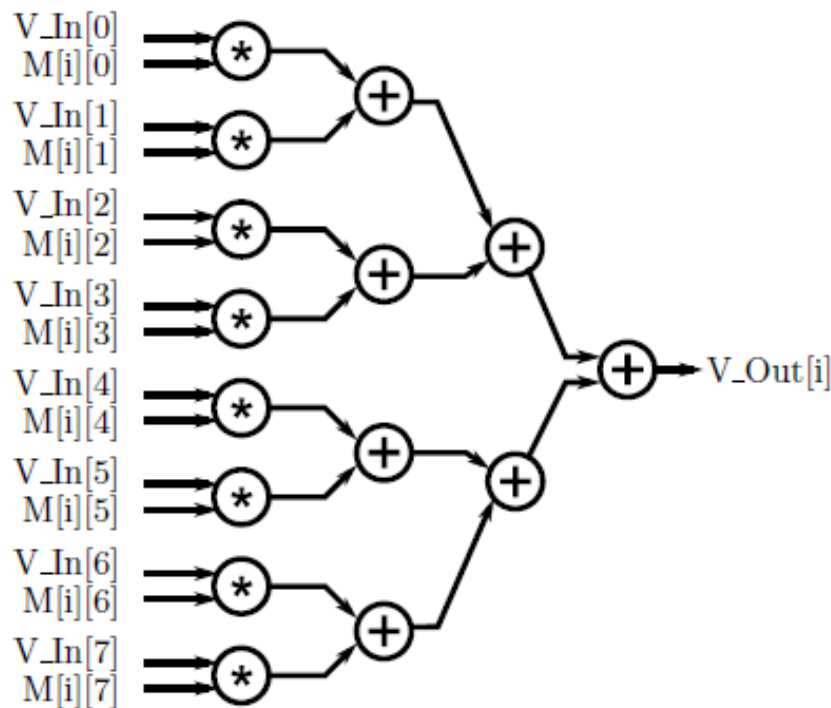 V_In[0]
M[i][0]
*
+
V_In[1]
M[i][1]
*
V_In[2]
M[i][2]
*
+
+
V_In[3]
M[i][3]
*
+
V_Out[i]
V_In[4]
M[i][4]
*
+
+
V_In[5]
M[i][5]
*
V_In[6]
M[i][6]
*
+
V_In[7]
M[i][7]
*